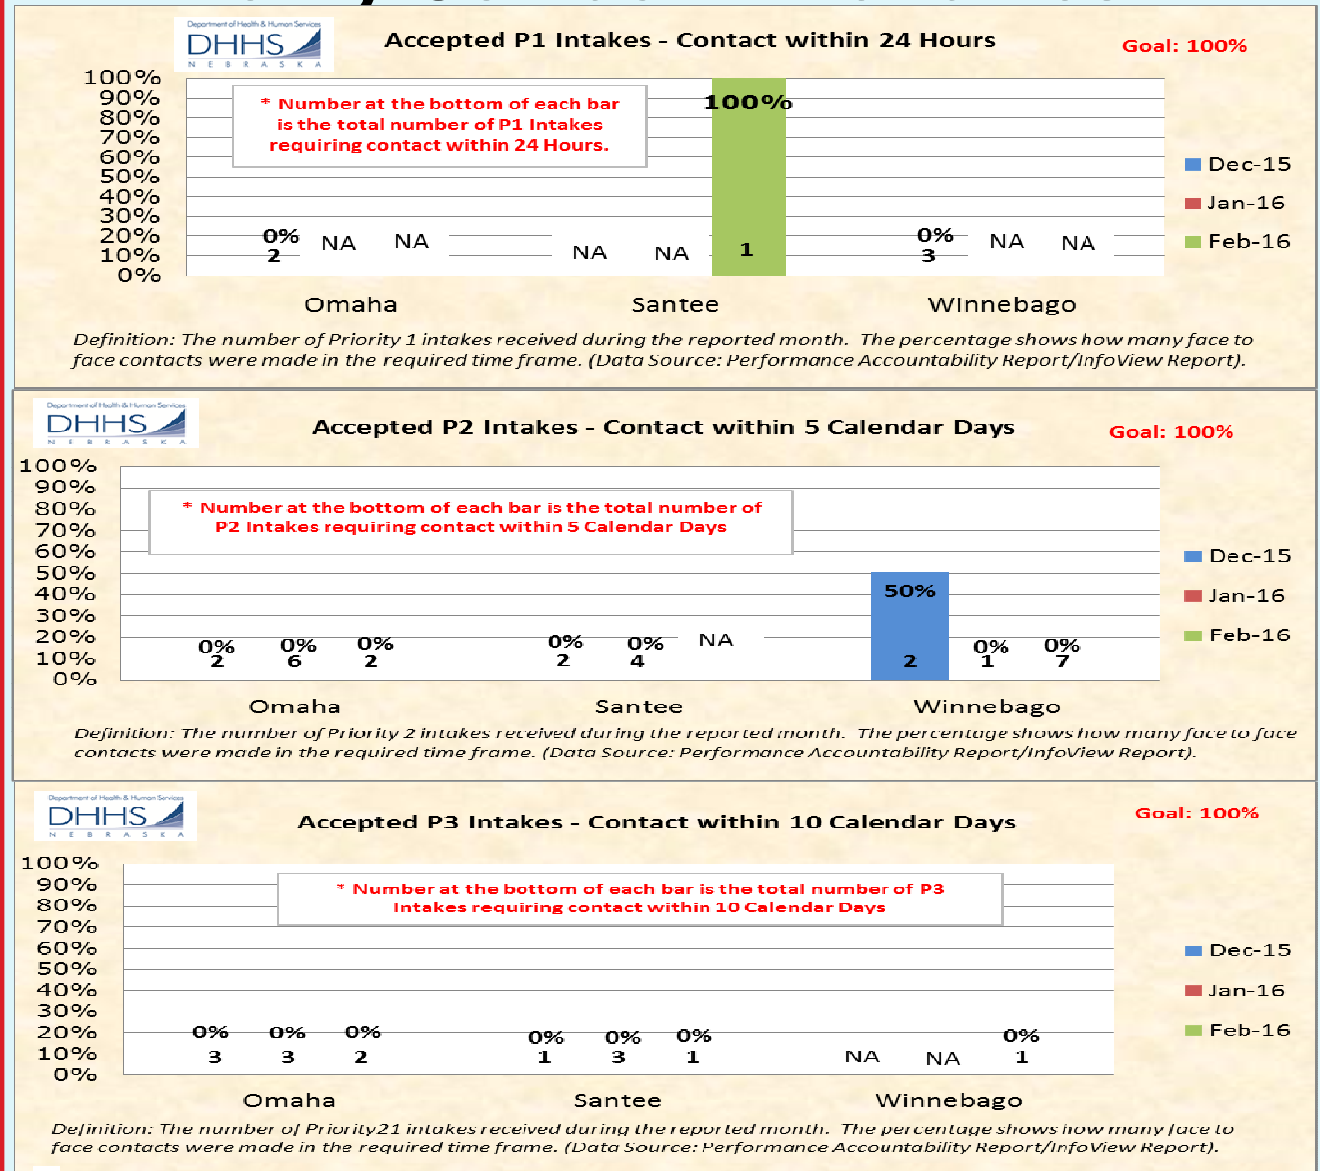 Department of Health & Human Services
DHHS
NEBRASKA
Accepted P1 Intakes - Contact within 24 Hours
Goal: 100%
100%
90%
80%
70%
60%
50%
40%
30%
20%
10%
0%
* Number at the bottom of each bar
is the total number of P1 Intakes
requiring contact within 24 Hours.
0%
2
NA
NA
NA
NA
100%
1
0%
3
NA
NA
Omaha
Santee
WInnebago
Dec-15
Jan-16
Feb-16
Definition: The number of Priority 1 intakes received during the reported month. The percentage shows how many face to
face contacts were made in the required time frame. (Data Source: Performance Accountability Report/InfoView Report).
Department of Health & Human Services
DHHS
NEBRASKA
Accepted P2 Intakes - Contact within 5 Calendar Days
Goal: 100%
100%
90%
80%
70%
60%
50%
40%
30%
20%
10%
0%
* Number at the bottom of each bar is the total number of
P2 Intakes requiring contact within 5 Calendar Days
0% 0% 0%
2 6 2
0% 0% NA
2 4
50% 0% 0%
2 1 7
Omaha
Santee
Winnebago
Dec-15
Jan-16
Feb-16
Definition: The number of Priority 2 intakes received during the reported month. The percentage shows how many face to face
contacts were made in the required time frame. (Data Source: Performance Accountability Report/InfoView Report).
Department of Health & Human Services
DHHS
NEBRASKA
Accepted P3 Intakes - Contact within 10 Calendar Days
Goal: 100%
100%
90%
80%
70%
60%
50%
40%
30%
20%
10%
0%
* Number at the bottom of each bar is the total number of P3
Intakes requiring contact within 10 Calendar Days
0% 0% 0%
3 3 2
0% 0% 0%
1 3 1
NA NA 0%
1
Omaha
Santee
Winnebago
Dec-15
Jan-16
Feb-16
Definition: The number of Priority21 intakes received during the reported month. The percentage shows how many face to
face contacts were made in the required time frame. (Data Source: Performance Accountability Report/InfoView Report).